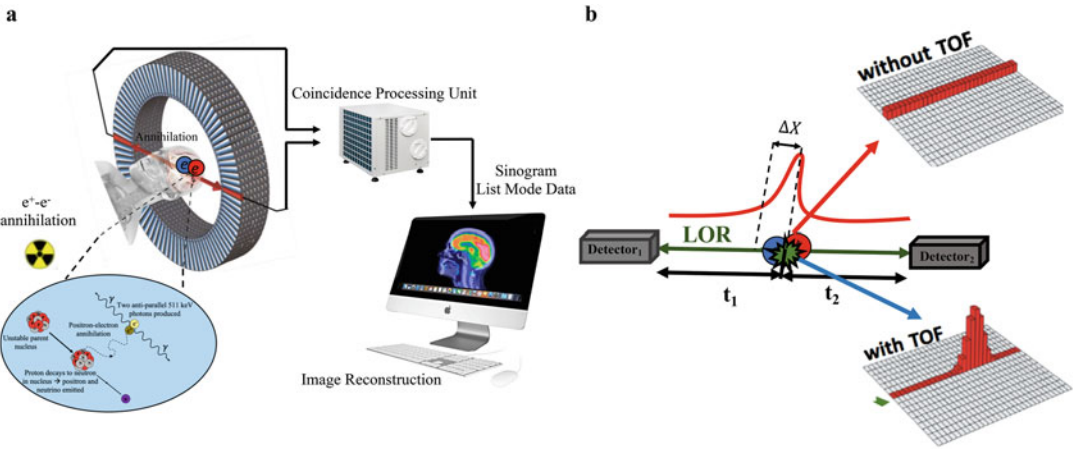 a
Annihilation
e
e
e⁺-e⁻
annihilation
Coincidence Processing Unit
Sinogram
List Mode Data
Image Reconstruction
Two anti-parallel 511 keV
photons produced
γ
Positron-electron
annihilation
γ
Unstable parent
nucleus
Proton decays to neutron
in nucleus → positron and
neutrino emitted
b
without TOF
ΔX
LOR
Detector₁
Detector₂
t₁
t₂
with TOF